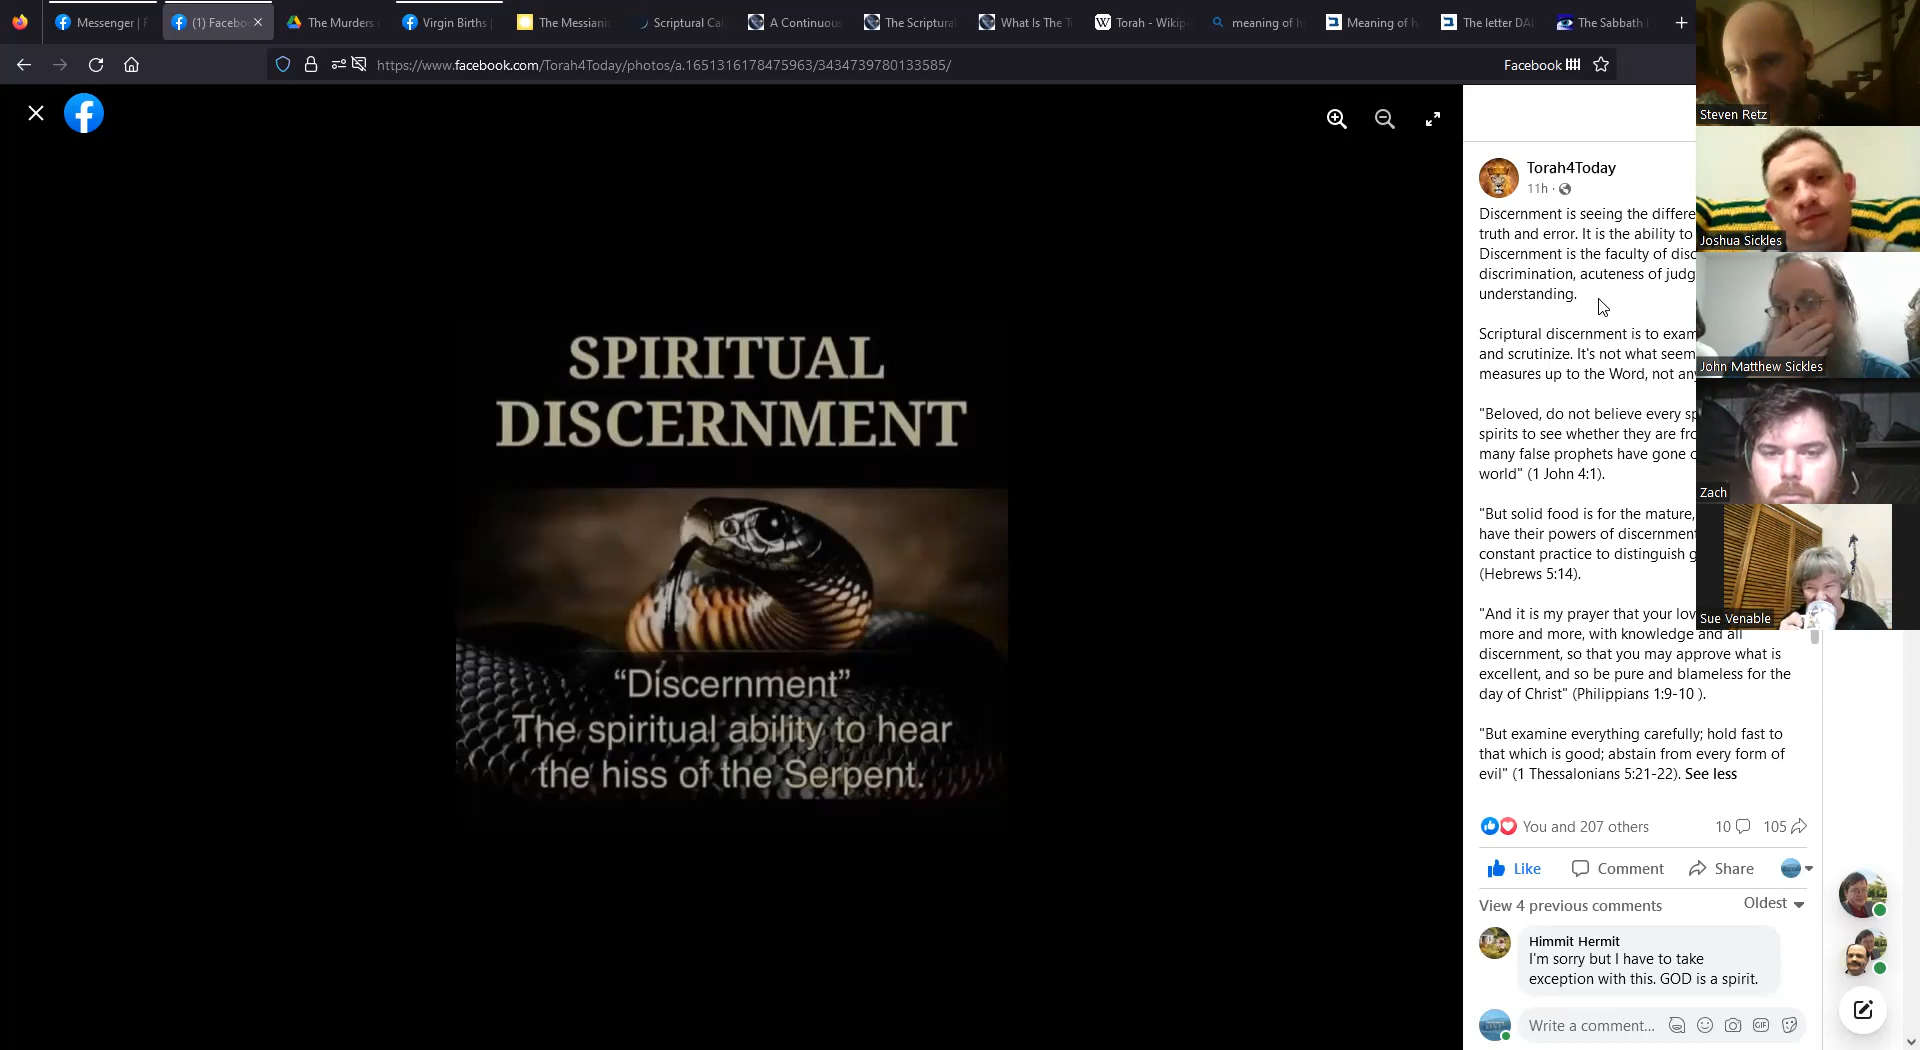 Messenger | F
(1) Facebo
The Murders
Virgin Births |
The Messiani
Scriptural Cal
A Continuous
The Scriptura
What Is The T
Torah - Wikip
meaning of h
Meaning of h
The letter DA
The Sabbath
https://www.facebook.com/Torah4Today/photos/a.1651316178475963/3434739780133585/
Facebook
SPIRITUAL
DISCERNMENT
“Discernment”
The spiritual ability to hear
the hiss of the Serpent.
Torah4Today
11h ·
Discernment is seeing the differe
truth and error. It is the ability to
Discernment is the faculty of disc
discrimination, acuteness of judg
understanding.
Scriptural discernment is to exam
and scrutinize. It's not what seem
measures up to the Word, not any
"Beloved, do not believe every sp
spirits to see whether they are fro
many false prophets have gone o
world" (1 John 4:1).
"But solid food is for the mature,
have their powers of discernment
constant practice to distinguish g
(Hebrews 5:14).
"And it is my prayer that your lov
more and more, with knowledge and all
discernment, so that you may approve what is
excellent, and so be pure and blameless for the
day of Christ" (Philippians 1:9-10 ).
"But examine everything carefully; hold fast to
that which is good; abstain from every form of
evil" (1 Thessalonians 5:21-22). See less
You and 207 others
10
105
Like
Comment
Share
View 4 previous comments
Oldest
Himmit Hermit
I'm sorry but I have to take
exception with this. GOD is a spirit.
Write a comment...
GIF
Steven Retz
Joshua Sickles
John Matthew Sickles
Zach
Sue Venable